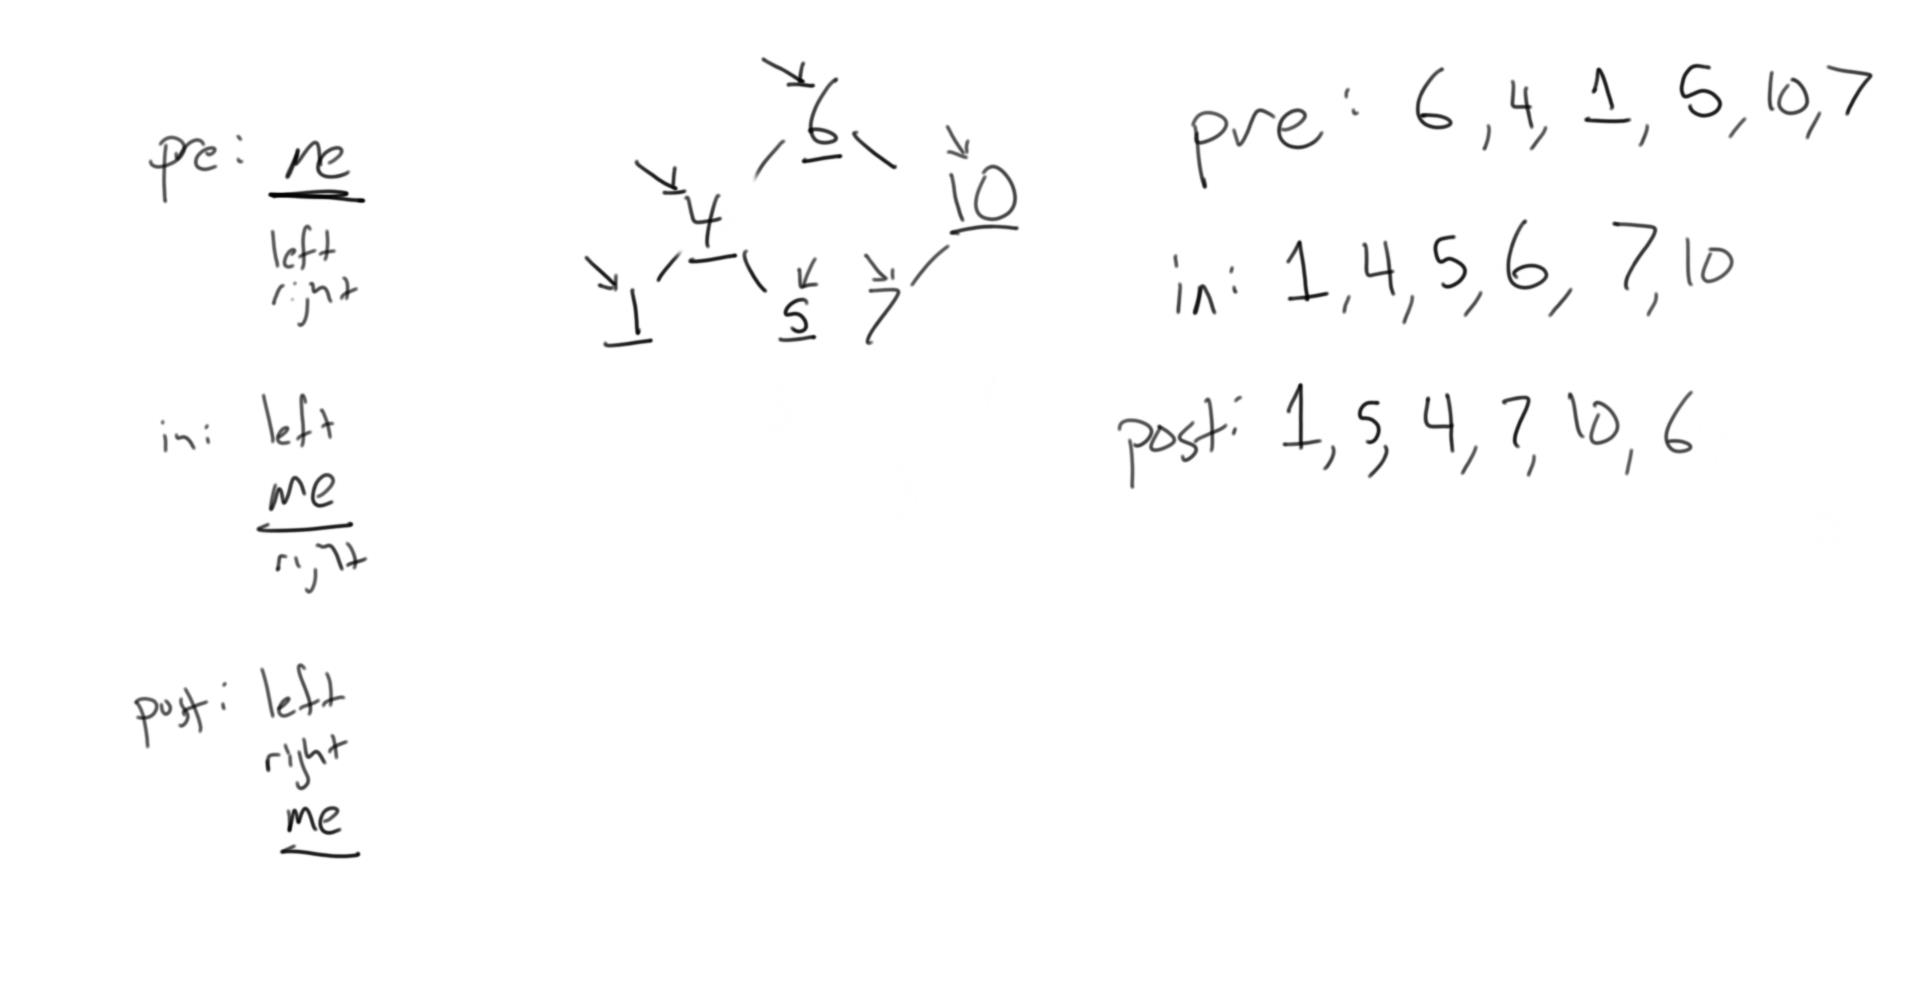 pre: me
left
right
in: left
me
right
post: left
right
me
6
4 10
1 5 7
pre: 6, 4, 1, 5, 10, 7
in: 1, 4, 5, 6, 7, 10
post: 1, 5, 4, 7, 10, 6